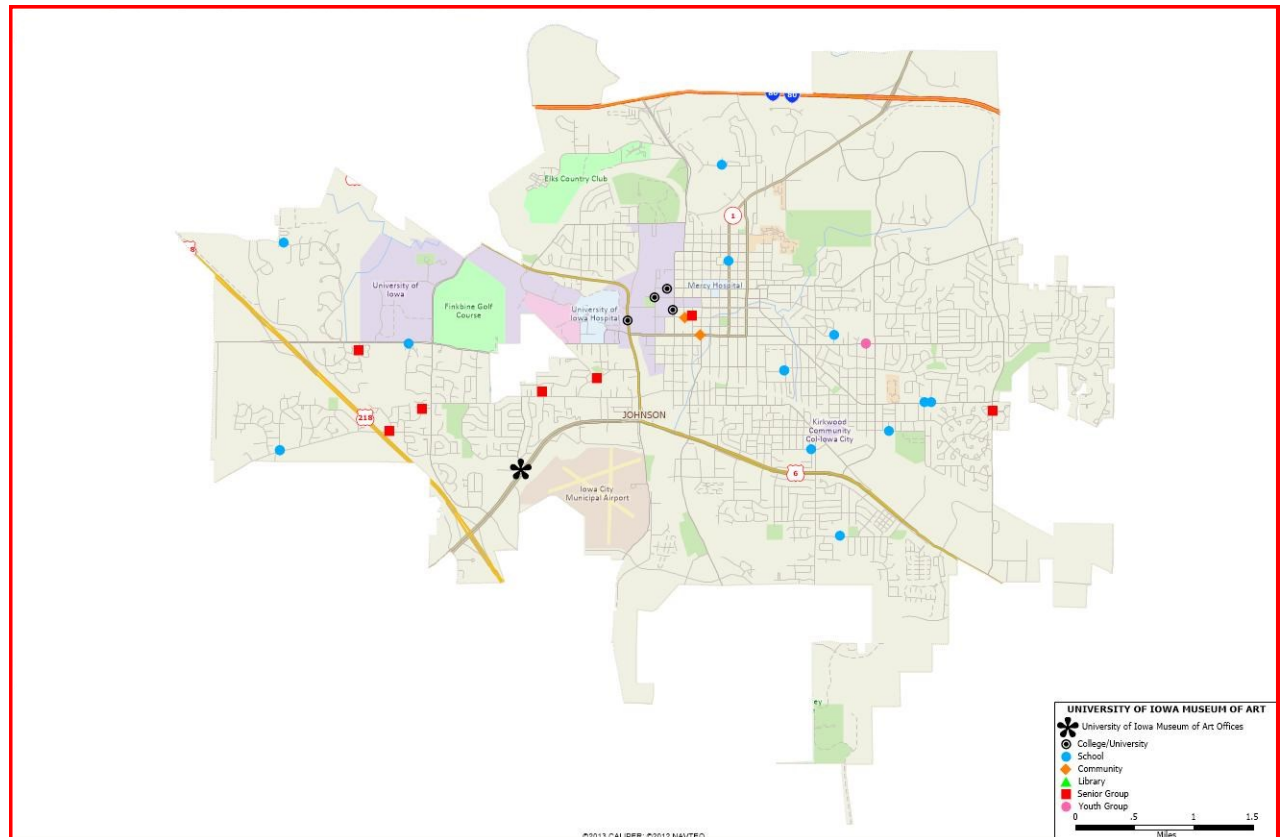 80 80
Elks Country Club
1
8
University of
Iowa
Mercy Hospital
Finkbine Golf
Course
University of
Iowa Hospital
218
JOHNSON
Kirkwood
Community
Col-Iowa City
6
Iowa City
Municipal Airport
ey
UNIVERSITY OF IOWA MUSEUM OF ART
University of Iowa Museum of Art Offices
College/University
School
Community
Library
Senior Group
Youth Group
0 .5 1 1.5
Miles
©2013 CALIPER; ©2012 NAVTEQ